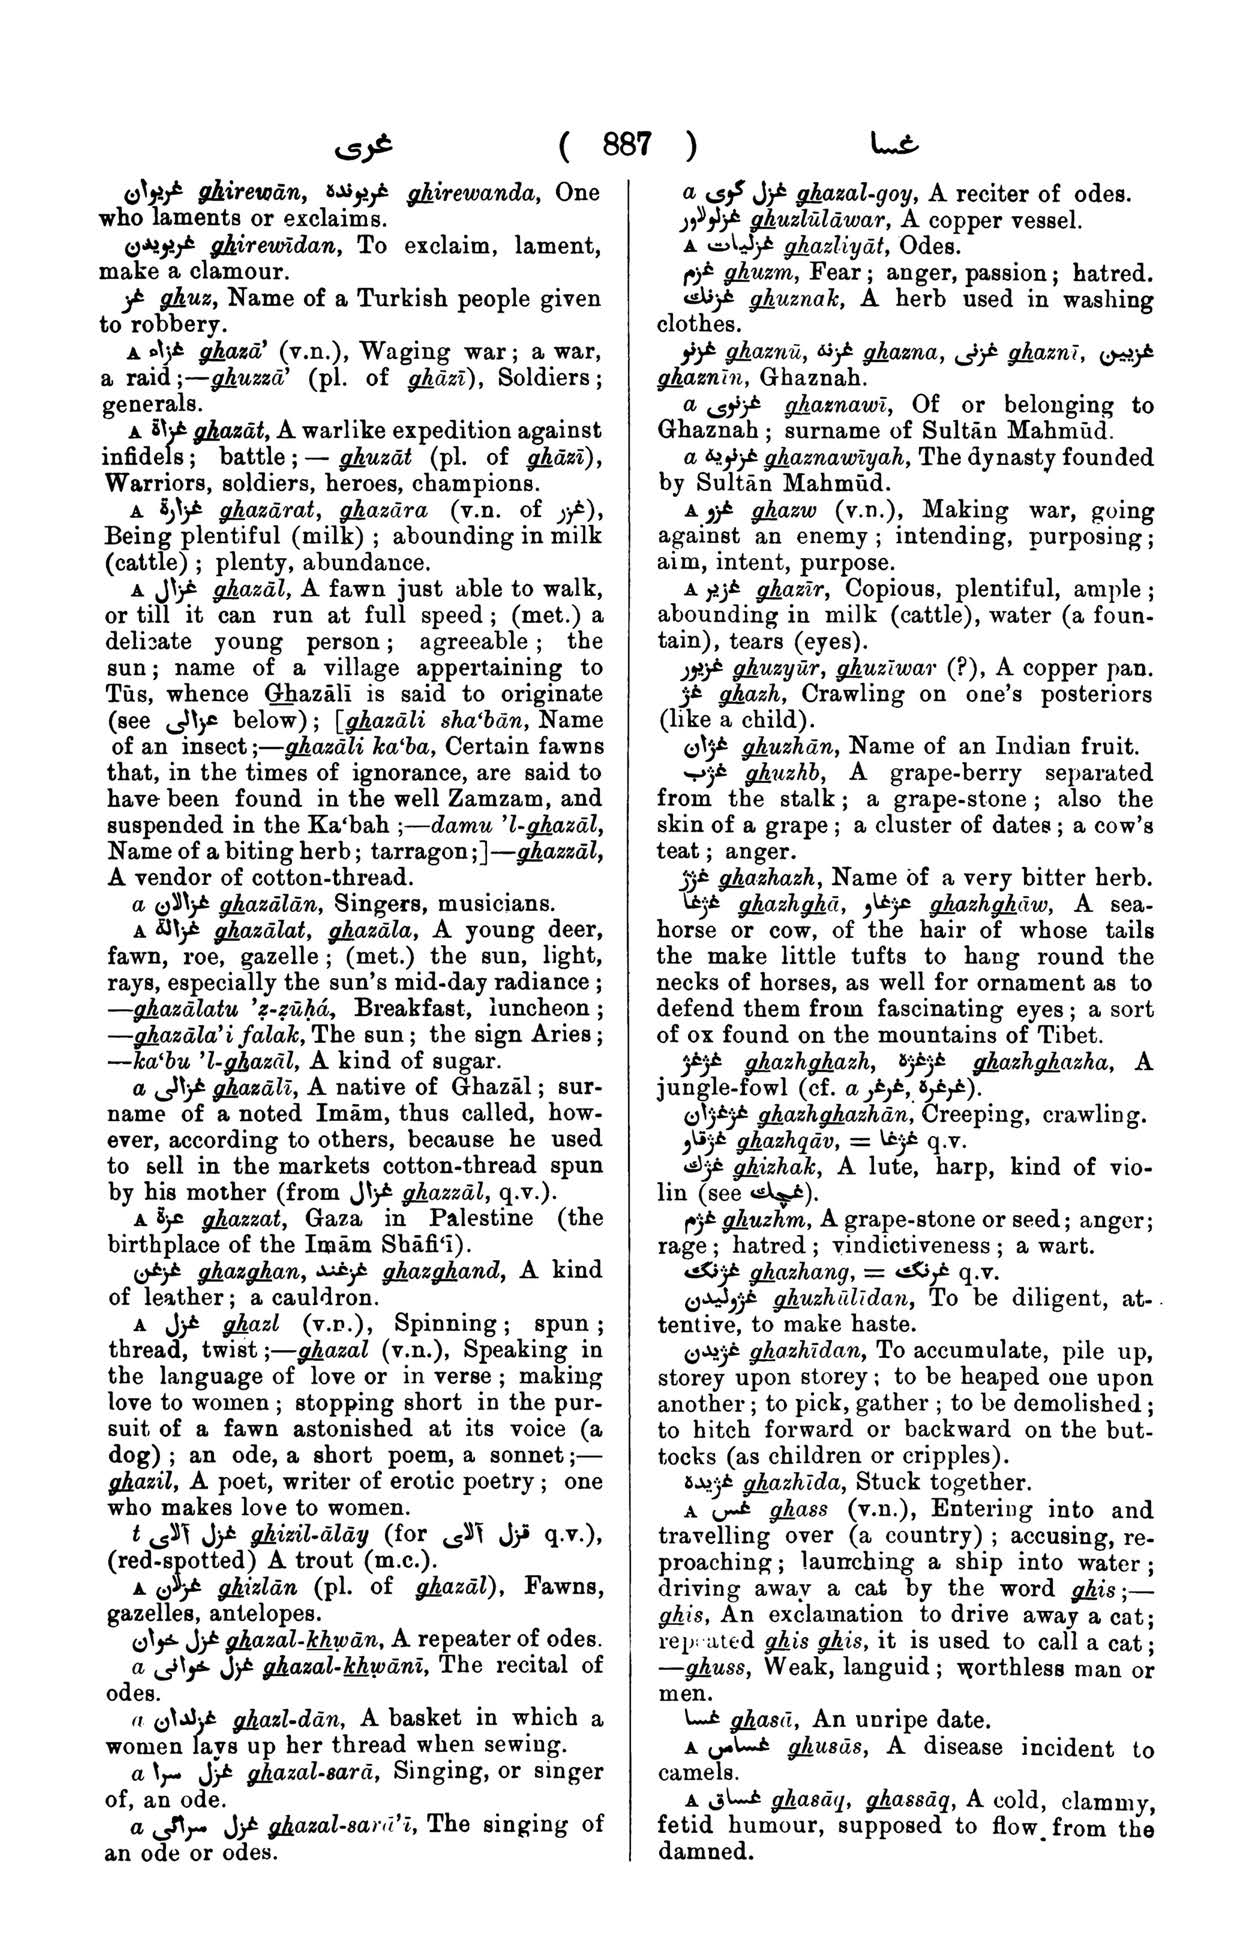 غرى ( 887 ) غسا
غريوان ghirewān, غريونده ghirewanda, One
who laments or exclaims.
غريويدن ghirewīdan, To exclaim, lament,
make a clamour.
غز ghuz, Name of a Turkish people given
to robbery.
A غزاء ghazā’ (v.n.), Waging war; a war,
a raid;—ghuzzā’ (pl. of ghāzī), Soldiers;
generals.
A غزاة ghazāt, A warlike expedition against
infidels; battle;— ghuzāt (pl. of ghāzī),
Warriors, soldiers, heroes, champions.
A غزارة ghazārat, ghazāra (v.n. of غزر),
Being plentiful (milk); abounding in milk
(cattle); plenty, abundance.
A غزال ghazāl, A fawn just able to walk,
or till it can run at full speed; (met.) a
delicate young person; agreeable; the
sun; name of a village appertaining to
Tūs, whence Ghazālī is said to originate
(see غزالى below); [ghazāli sha‘bān, Name
of an insect;—ghazāli ka‘ba, Certain fawns
that, in the times of ignorance, are said to
have been found in the well Zamzam, and
suspended in the Ka‘bah;—damu ’l-ghazāl,
Name of a biting herb; tarragon;]—ghazzāl,
A vendor of cotton-thread.
a غزالان ghazālān, Singers, musicians.
A غزالة ghazālat, ghazāla, A young deer,
fawn, roe, gazelle; (met.) the sun, light,
rays, especially the sun’s mid-day radiance;
—ghazālatu ’ẓ-ẓūḥá, Breakfast, luncheon;
—ghazāla’i falak, The sun; the sign Aries;
—ka‘bu ’l-ghazāl, A kind of sugar.
a غزالى ghazālī, A native of Ghazāl; sur-
name of a noted Imām, thus called, how-
ever, according to others, because he used
to sell in the markets cotton-thread spun
by his mother (from غزال ghazzāl, q.v.).
A غزة ghazzat, Gaza in Palestine (the
birthplace of the Imām Shāfi‘ī).
غزغن ghazghan, غزغند ghazghand, A kind
of leather; a cauldron.
A غزل ghazl (v.n.), Spinning; spun;
thread, twist;—ghazal (v.n.), Speaking in
the language of love or in verse; making
love to women; stopping short in the pur-
suit of a fawn astonished at its voice (a
dog); an ode, a short poem, a sonnet;—
ghazil, A poet, writer of erotic poetry; one
who makes love to women.
t غزل آلاى ghizil-ālāy (for قزل آلاى q.v.),
(red-spotted) A trout (m.c.).
A غزلان ghizlān (pl. of ghazāl), Fawns,
gazelles, antelopes.
غزل خوان ghazal-khwān, A repeater of odes.
a غزل خوانى ghazal-khwānī, The recital of
odes.
a غزلدان ghazl-dān, A basket in which a
women lays up her thread when sewing.
a غزل سرا ghazal-sarā, Singing, or singer
of, an ode.
a غزل سرائى ghazal-sarā’ī, The singing of
an ode or odes.
a غزل گوى ghazal-goy, A reciter of odes.
غزلولاور ghuzlūlāwar, A copper vessel.
A غزليات ghazliyāt, Odes.
غزم ghuzm, Fear; anger, passion; hatred.
غزنك ghuznak, A herb used in washing
clothes.
غزنو ghaznū, غزنه ghazna, غزنى ghaznī, غزنين
ghaznīn, Ghaznah.
a غزنوى ghaznawī, Of or belonging to
Ghaznah; surname of Sultān Mahmūd.
a غزنويه ghaznawīyah, The dynasty founded
by Sultān Mahmūd.
A غزو ghazw (v.n.), Making war, going
against an enemy; intending, purposing;
aim, intent, purpose.
A غزير ghazīr, Copious, plentiful, ample;
abounding in milk (cattle), water (a foun-
tain), tears (eyes).
غزيور ghuzyūr, ghuzīwar (?), A copper pan.
غژ ghazh, Crawling on one’s posteriors
(like a child).
غژان ghuzhān, Name of an Indian fruit.
غژب ghuzhb, A grape-berry separated
from the stalk; a grape-stone; also the
skin of a grape; a cluster of dates; a cow’s
teat; anger.
غژژ ghazhazh, Name of a very bitter herb.
غژغا ghazhghā, غژغاو ghazhghāw, A sea-
horse or cow, of the hair of whose tails
the make little tufts to hang round the
necks of horses, as well for ornament as to
defend them from fascinating eyes; a sort
of ox found on the mountains of Tibet.
غژغژ ghazhghazh, غژغژه ghazhghazha, A
jungle-fowl (cf. a غرغر, غرغره).
غژغژان ghazhghazhān, Creeping, crawling.
غژقاو ghazhqāv, = غژغا q.v.
غژك ghizhak, A lute, harp, kind of vio-
lin (see غچك).
غژم ghuzhm, A grape-stone or seed; anger;
rage; hatred; vindictiveness; a wart.
غژنگ ghazhang, = غرنگ q.v.
غژوليدن ghuzhūlīdan, To be diligent, at-
tentive, to make haste.
غژيدن ghazhīdan, To accumulate, pile up,
storey upon storey; to be heaped one upon
another; to pick, gather; to be demolished;
to hitch forward or backward on the but-
tocks (as children or cripples).
غژيده ghazhīda, Stuck together.
A غس ghass (v.n.), Entering into and
travelling over (a country); accusing, re-
proaching; launching a ship into water;
driving away a cat by the word ghis;—
ghis, An exclamation to drive away a cat;
repeated ghis ghis, it is used to call a cat;
—ghuss, Weak, languid; worthless man or
men.
غسا ghasā, An unripe date.
A غساس ghusās, A disease incident to
camels.
A غساق ghasāq, ghassāq, A cold, clammy,
fetid humour, supposed to flow from the
damned.